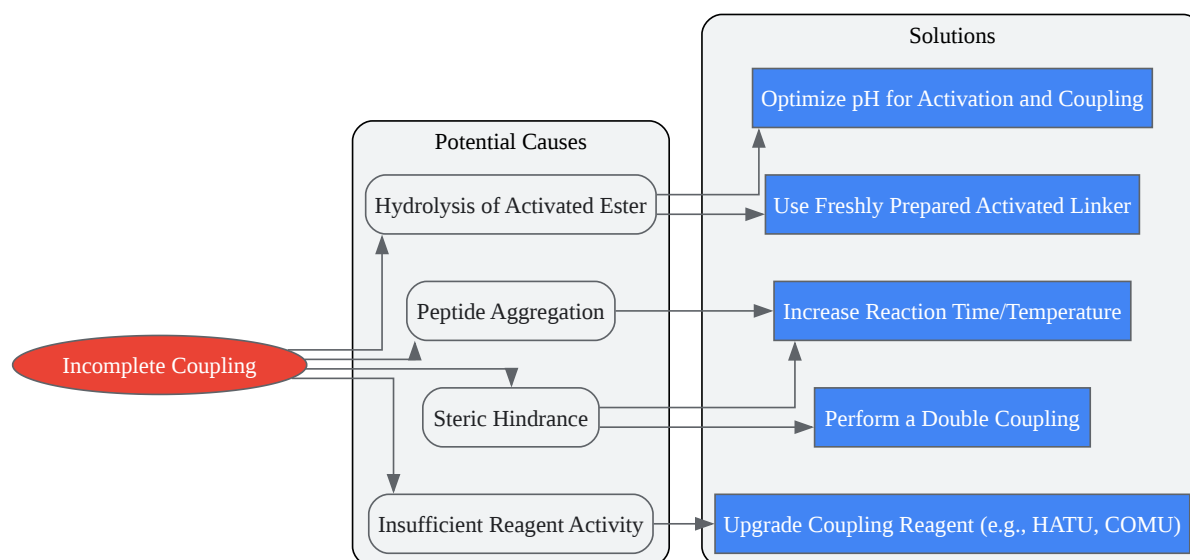 Solutions
Optimize pH for Activation and Coupling
Potential Causes
Hydrolysis of Activated Ester
Use Freshly Prepared Activated Linker
Peptide Aggregation
Increase Reaction Time/Temperature
Incomplete Coupling
Steric Hindrance
Perform a Double Coupling
Insufficient Reagent Activity
Upgrade Coupling Reagent (e.g., HATU, COMU)